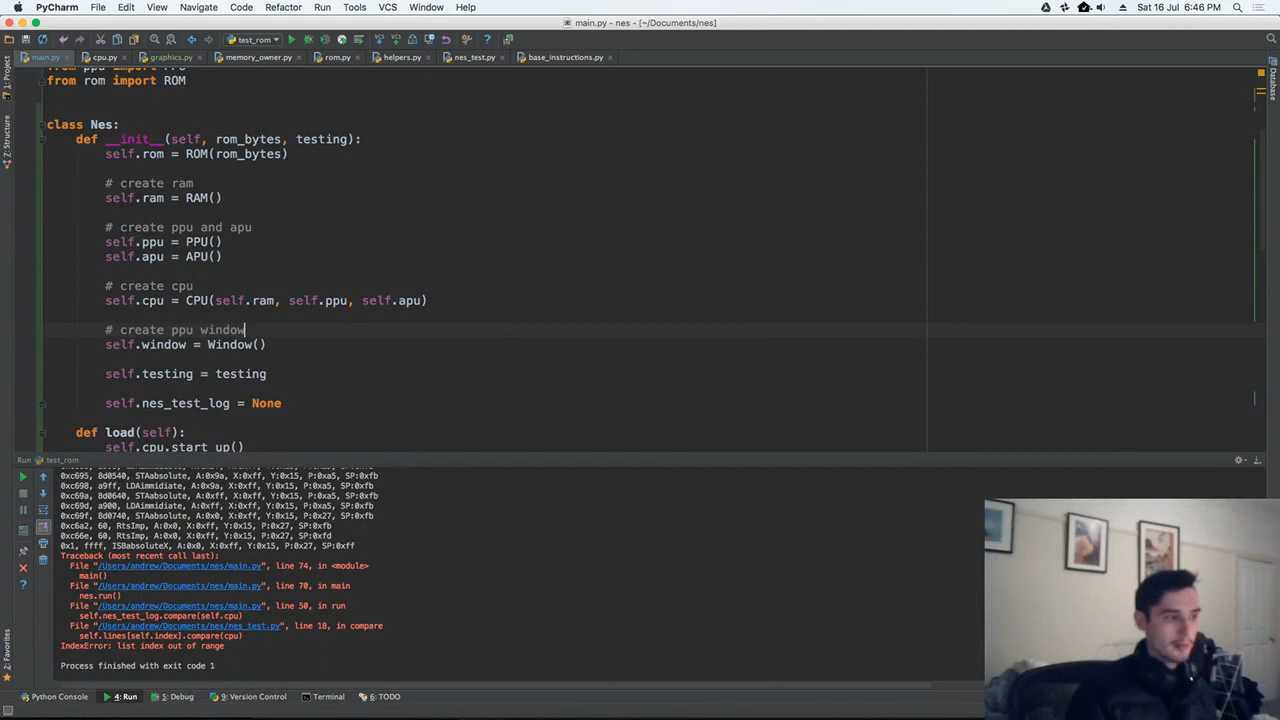 PyCharm File Edit View Navigate Code Refactor Run Tools VCS Window Help Sat 16 Jul 6:46 PM
main.py - nes - [~/Documents/nes]
test_rom
main.py cpu.py graphics.py memory_owner.py rom.py helpers.py nes_test.py base_instructions.py
1: Project
Z: Structure
2: Favorites
Database
from rom import ROM
class Nes:
def __init__(self, rom_bytes, testing):
self.rom = ROM(rom_bytes)
# create ram
self.ram = RAM()
# create ppu and apu
self.ppu = PPU()
self.apu = APU()
# create cpu
self.cpu = CPU(self.ram, self.ppu, self.apu)
# create ppu window
self.window = Window()
self.testing = testing
self.nes_test_log = None
def load(self):
self.cpu.start_up()
Run test_rom
0xc695, 8d0540, STAabsolute, A:0x9a, X:0xff, Y:0x15, P:0xa5, SP:0xfb
0xc698, a9ff, LDAimmidiate, A:0x9a, X:0xff, Y:0x15, P:0xa5, SP:0xfb
0xc69a, 8d0640, STAabsolute, A:0xff, X:0xff, Y:0x15, P:0xa5, SP:0xfb
0xc69d, a900, LDAimmidiate, A:0xff, X:0xff, Y:0x15, P:0xa5, SP:0xfb
0xc69f, 8d0740, STAabsolute, A:0x0, X:0xff, Y:0x15, P:0x27, SP:0xfb
0xc6a2, 60, RtsImp, A:0x0, X:0xff, Y:0x15, P:0x27, SP:0xfb
0xc66e, 60, RtsImp, A:0x0, X:0xff, Y:0x15, P:0x27, SP:0xfd
0x1, ffff, ISBabsoluteX, A:0x0, X:0xff, Y:0x15, P:0x27, SP:0xff
Traceback (most recent call last):
File "/Users/andrew/Documents/nes/main.py", line 74, in <module>
main()
File "/Users/andrew/Documents/nes/main.py", line 70, in main
nes.run()
File "/Users/andrew/Documents/nes/main.py", line 50, in run
self.nes_test_log.compare(self.cpu)
File "/Users/andrew/Documents/nes/nes_test.py", line 18, in compare
self.lines[self.index].compare(cpu)
IndexError: list index out of range
Process finished with exit code 1
Python Console 4: Run 5: Debug 9: Version Control Terminal 6: TODO